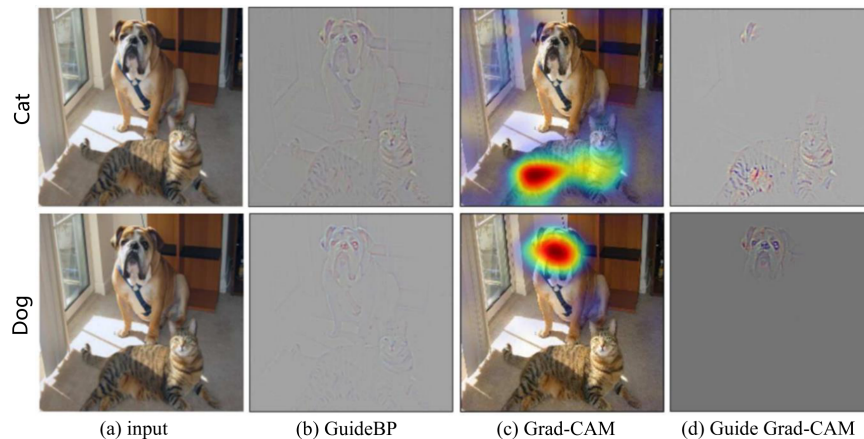 Cat
Dog
(a) input
(b) GuideBP
(c) Grad-CAM
(d) Guide Grad-CAM